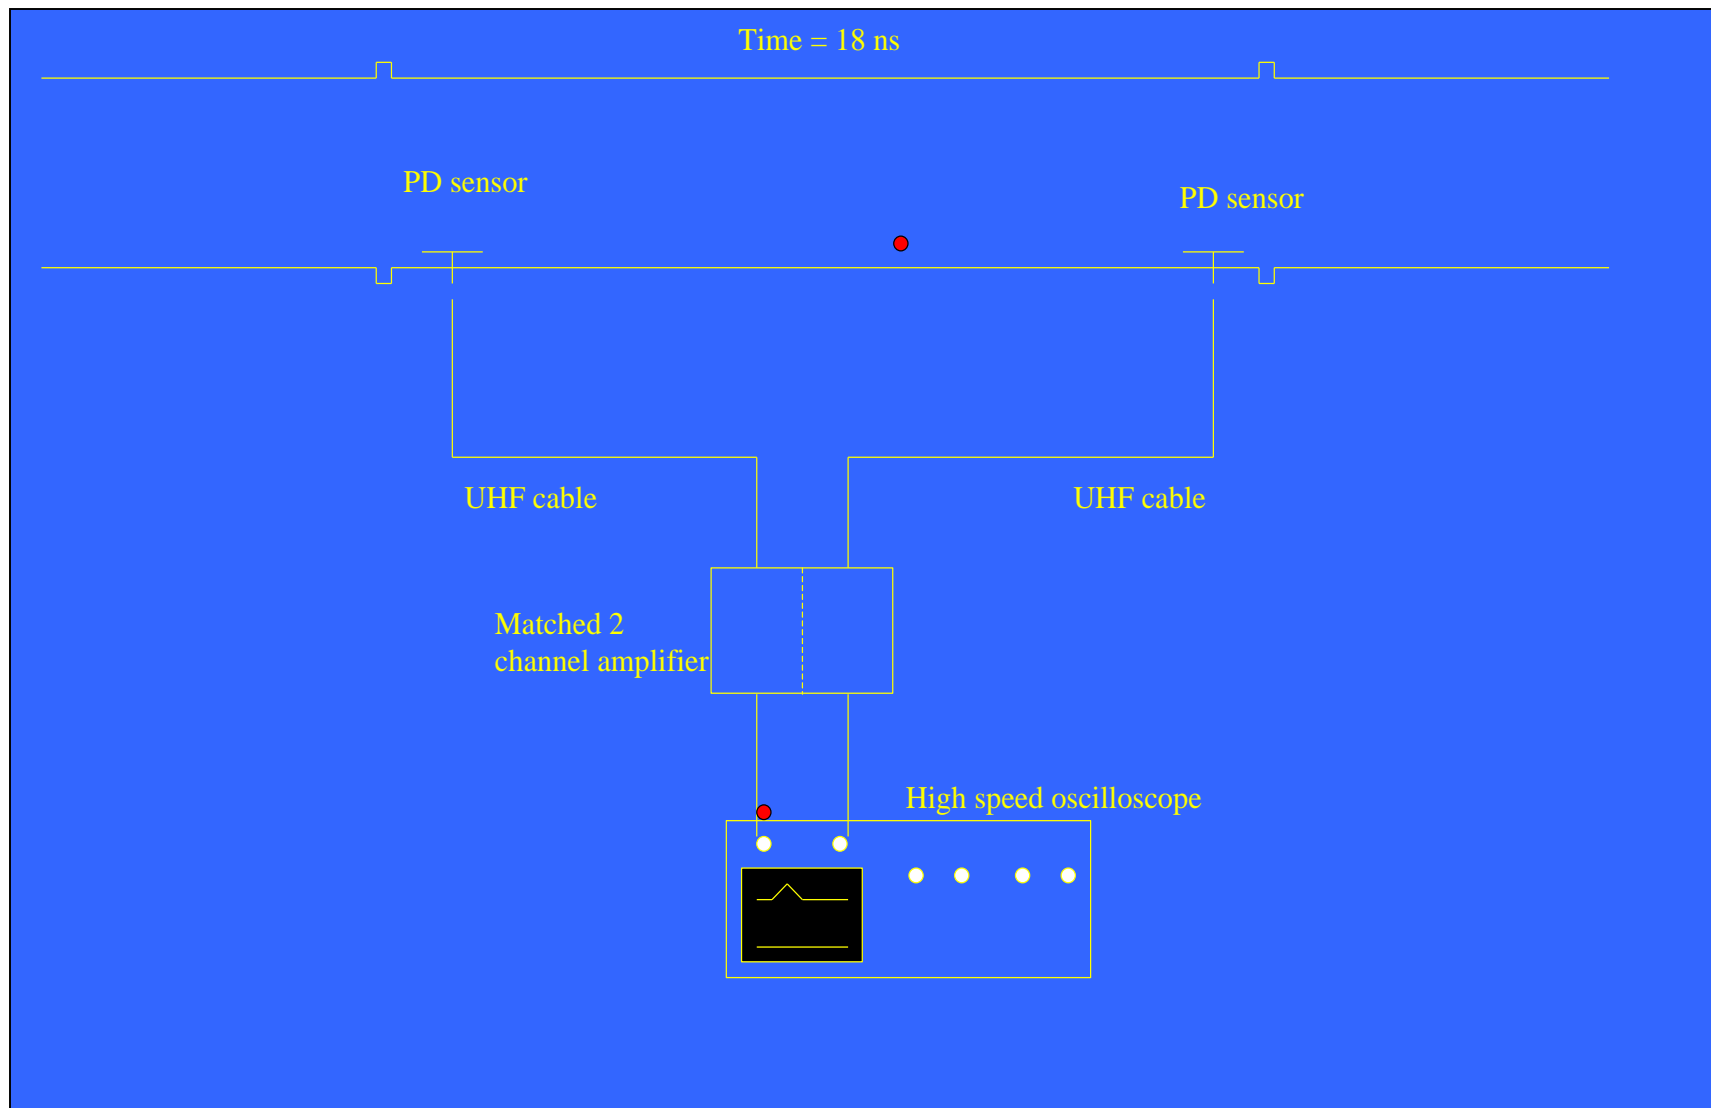 Time = 18 ns
PD sensor
PD sensor
UHF cable
UHF cable
Matched 2
channel amplifier
High speed oscilloscope